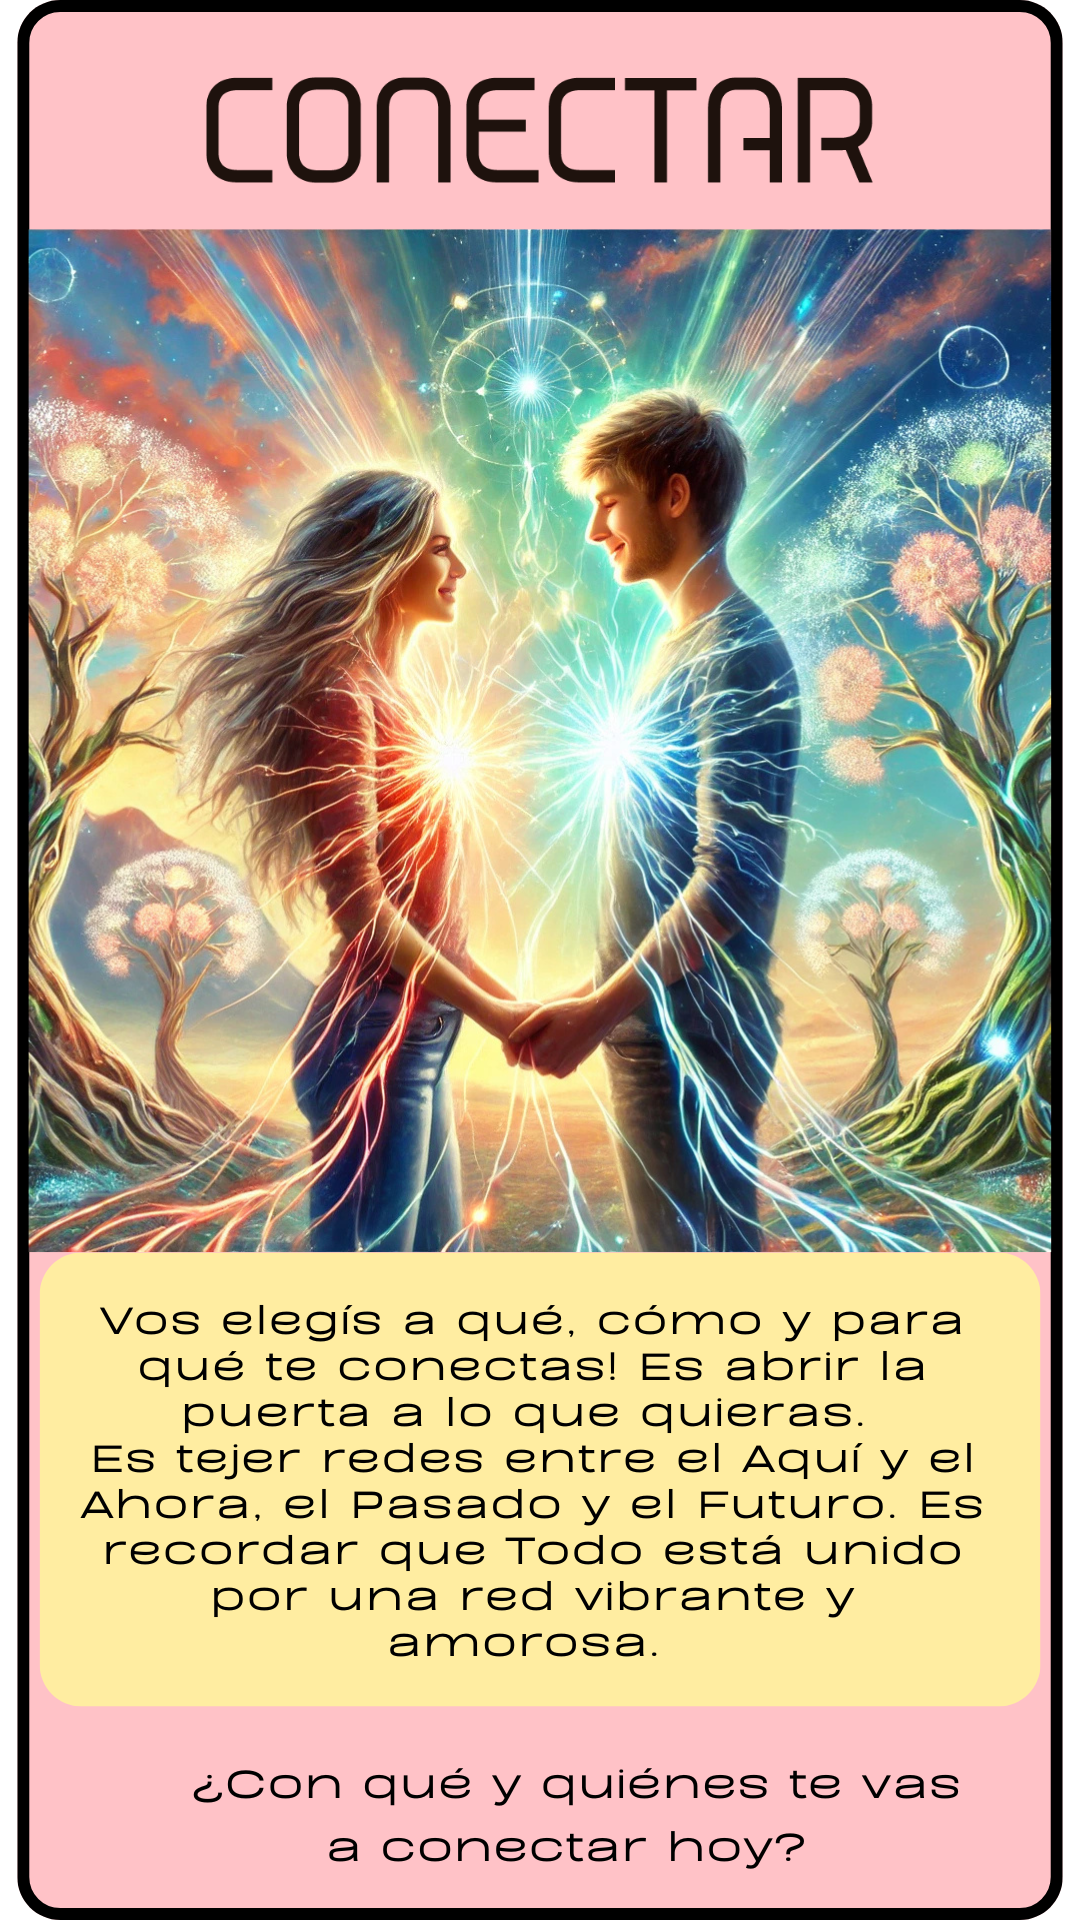 CONECTAR
Vos elegís a qué, cómo y para
qué te conectas! Es abrir la
puerta a lo que quieras.
Es tejer redes entre el Aquí y el
Ahora, el Pasado y el Futuro. Es
recordar que Todo está unido
por una red vibrante y
amorosa.
¿Con qué y quiénes te vas
a conectar hoy?